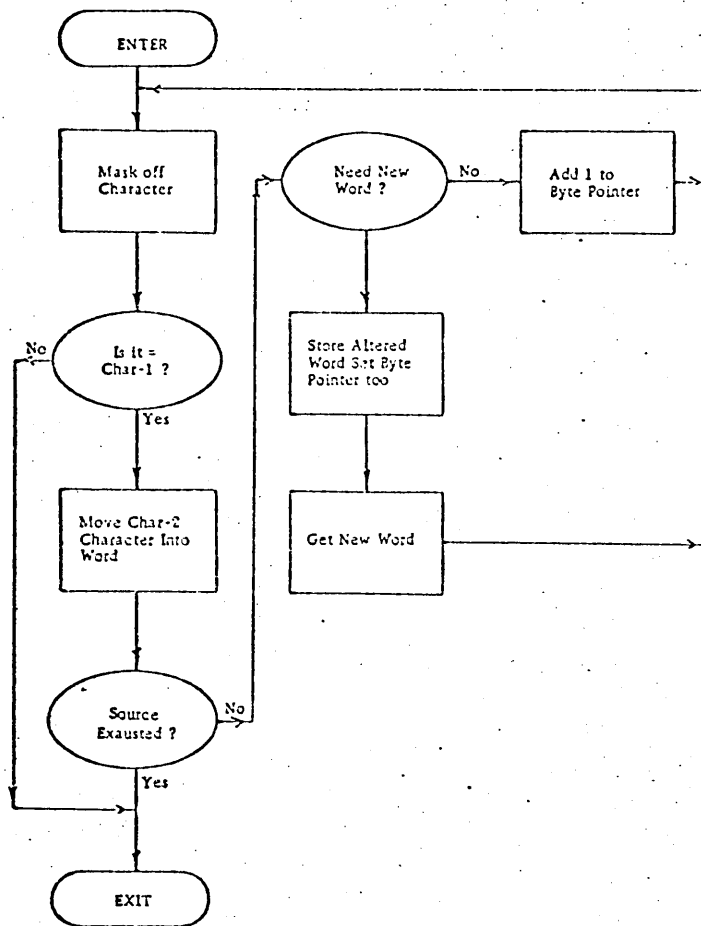 ENTER
Mask off
Character
Is it =
Char-1 ?
No
Yes
Move Char-2
Character Into
Word
Source
Exausted ?
No
Yes
EXIT
Need New
Word ?
No
Add 1 to
Byte Pointer
Store Altered
Word Set Byte
Pointer too
Get New Word